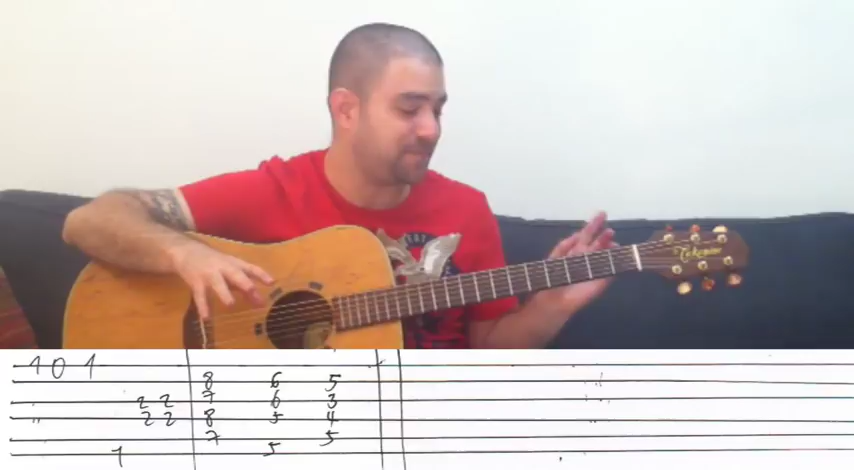 Takamine
1 0 1
8 6 5
2 2 7 6 3
2 2 8 5 4
7 5
1 5